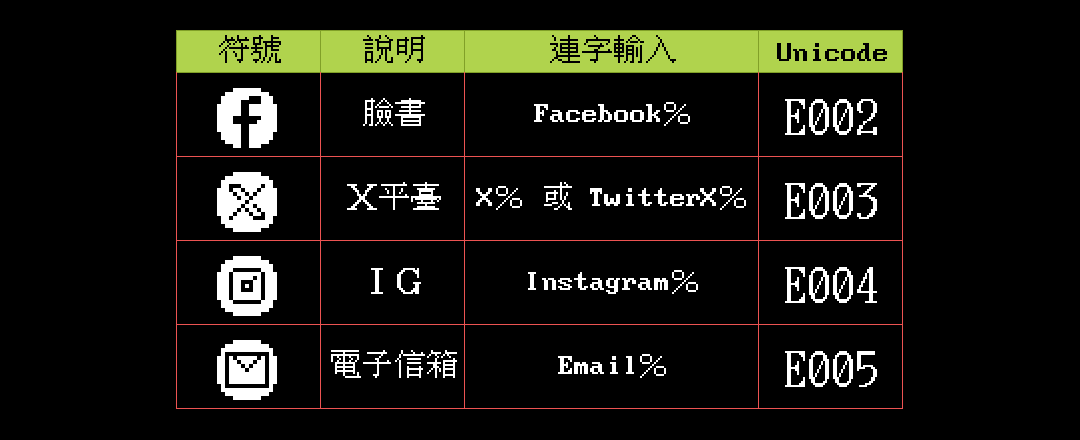 符號 說明 連字輸入 Unicode
臉書 Facebook% E002
X平臺 X% 或 TwitterX% E003
IG Instagram% E004
電子信箱 Email% E005